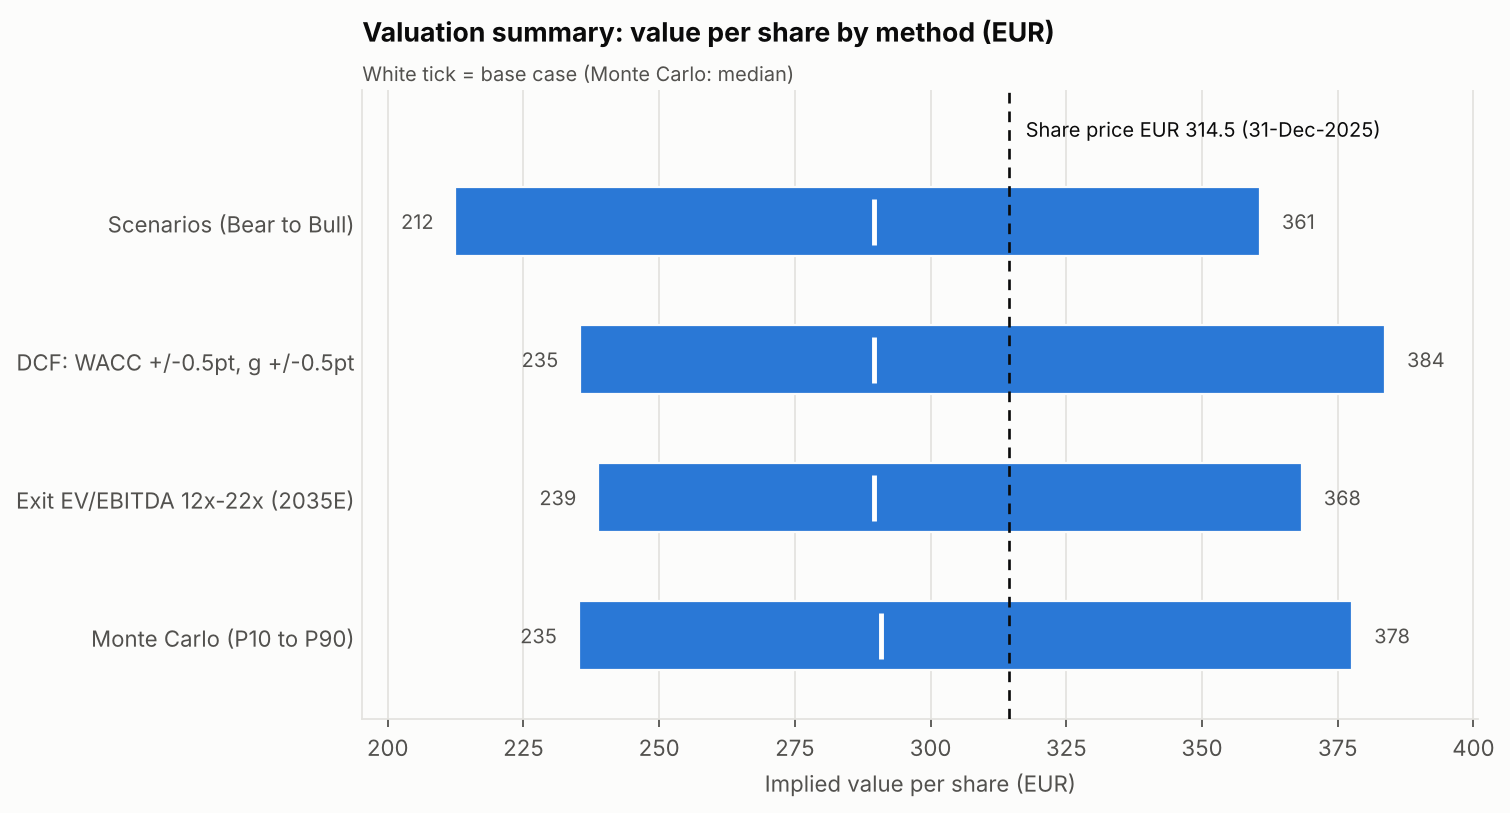 Valuation summary: value per share by method (EUR)
White tick = base case (Monte Carlo: median)
Share price EUR 314.5 (31-Dec-2025)
Scenarios (Bear to Bull) 212 361
DCF: WACC +/-0.5pt, g +/-0.5pt 235 384
Exit EV/EBITDA 12x-22x (2035E) 239 368
Monte Carlo (P10 to P90) 235 378
200 225 250 275 300 325 350 375 400
Implied value per share (EUR)